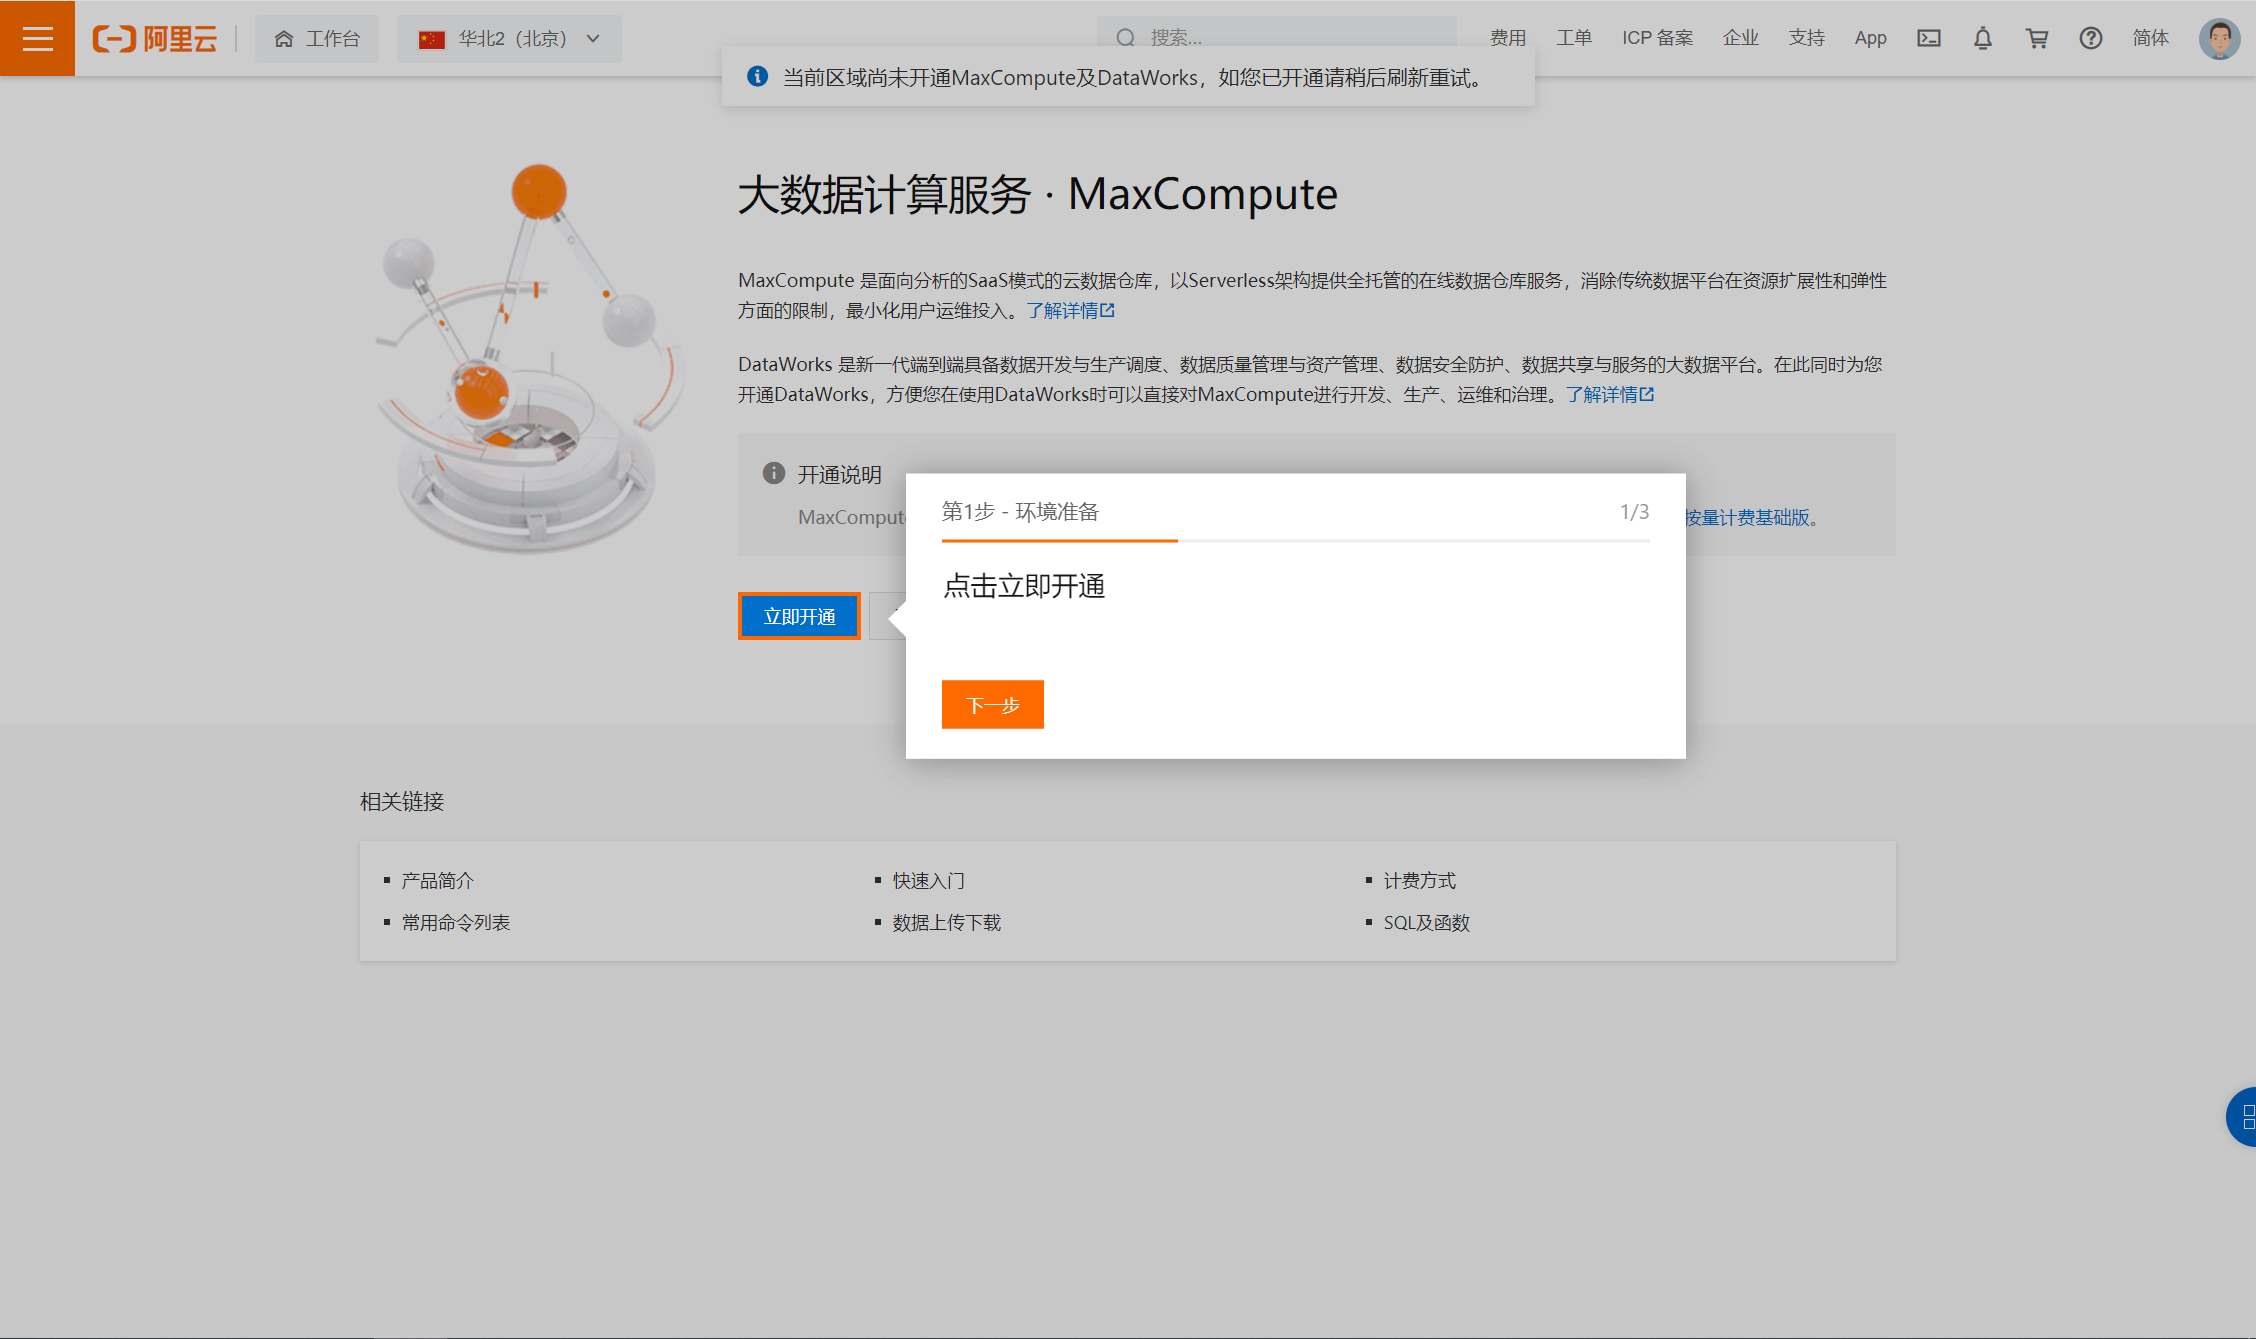 阿里云
工作台
华北2（北京）
搜索...
费用
工单
ICP 备案
企业
支持
App
简体
当前区域尚未开通MaxCompute及DataWorks，如您已开通请稍后刷新重试。
大数据计算服务 · MaxCompute
MaxCompute 是面向分析的SaaS模式的云数据仓库，以Serverless架构提供全托管的在线数据仓库服务，消除传统数据平台在资源扩展性和弹性
方面的限制，最小化用户运维投入。了解详情
DataWorks 是新一代端到端具备数据开发与生产调度、数据质量管理与资产管理、数据安全防护、数据共享与服务的大数据平台。在此同时为您
开通DataWorks，方便您在使用DataWorks时可以直接对MaxCompute进行开发、生产、运维和治理。了解详情
开通说明
MaxCompute
按量计费基础版。
第1步 - 环境准备
1/3
点击立即开通
立即开通
下一步
相关链接
产品简介
快速入门
计费方式
常用命令列表
数据上传下载
SQL及函数